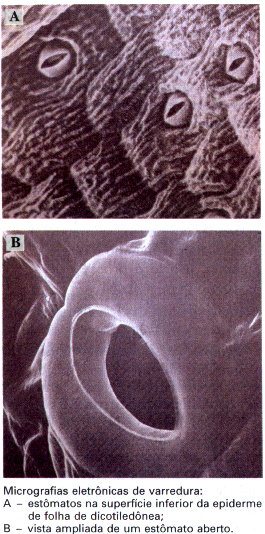 A
B
Micrografias eletrônicas de varredura:
A – estômatos na superfície inferior da epiderme
de folha de dicotiledônea;
B – vista ampliada de um estômato aberto.